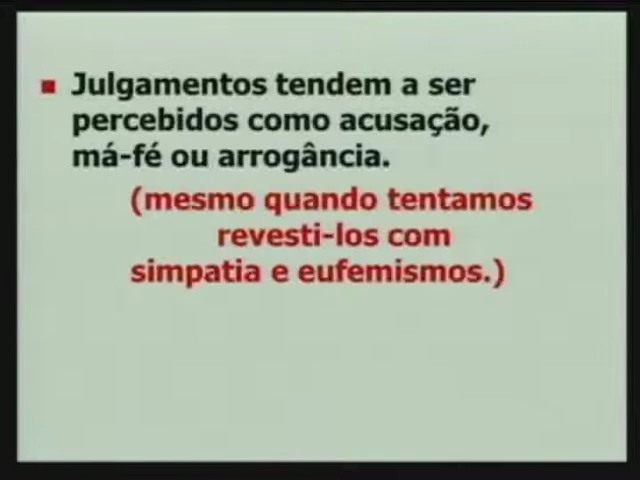 Julgamentos tendem a ser
percebidos como acusação,
má-fé ou arrogância.
(mesmo quando tentamos
revesti-los com
simpatia e eufemismos.)